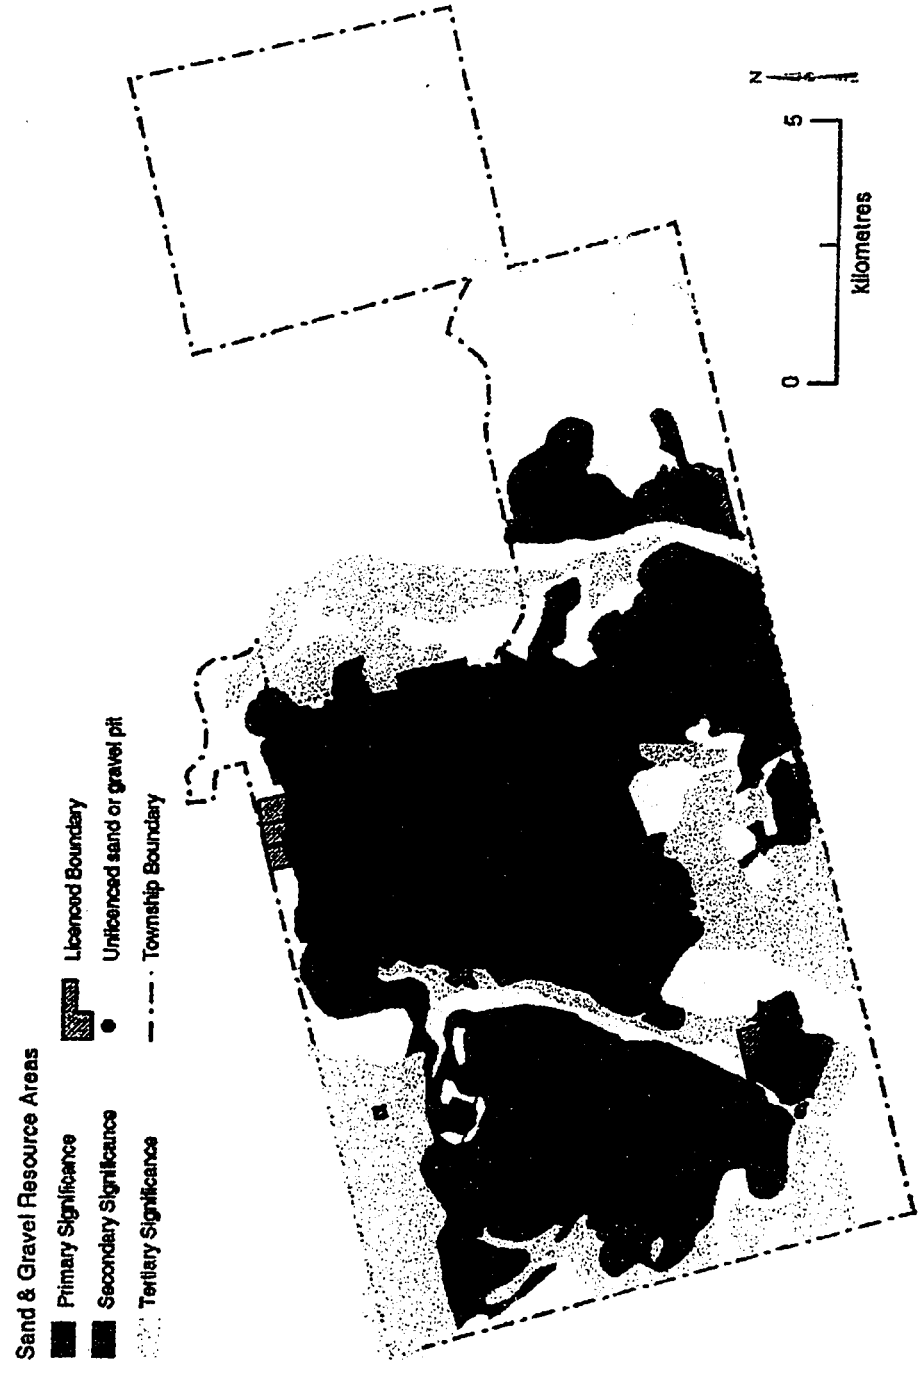 Sand & Gravel Resource Areas
Primary Significance
Secondary Significance
Tertiary Significance
Licenced Boundary
Unlicenced sand or gravel pit
Township Boundary
N
0
5
kilometres